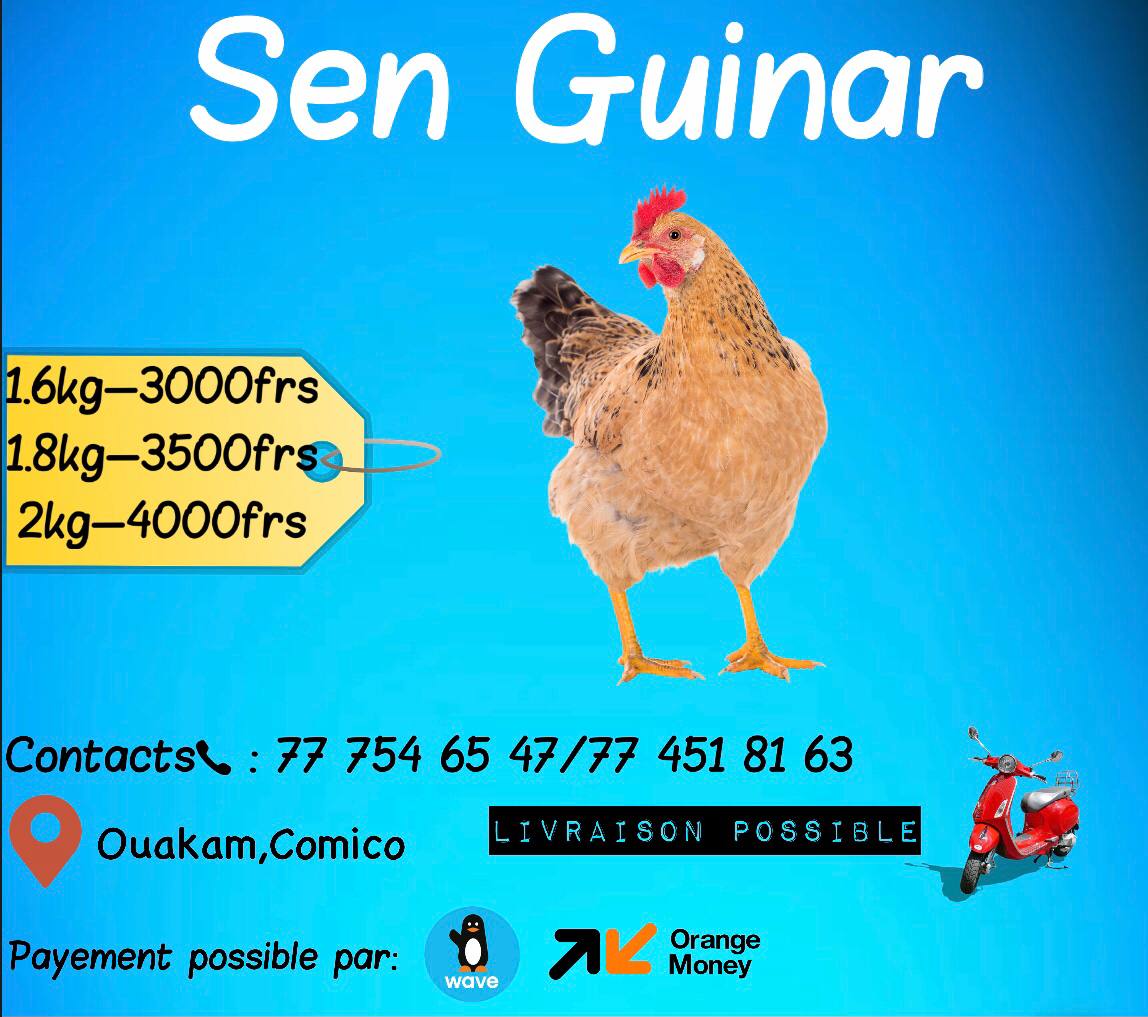 Sen Guinar
1.6kg—3000frs
1.8kg—3500frs
2kg—4000frs
Contacts📞 : 77 754 65 47/77 451 81 63
Ouakam,Comico
LIVRAISON POSSIBLE
Payement possible par:
wave
Orange
Money